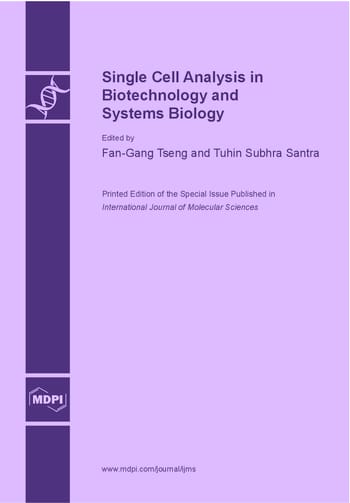 Single Cell Analysis in
Biotechnology and
Systems Biology
Edited by
Fan-Gang Tseng and Tuhin Subhra Santra
Printed Edition of the Special Issue Published in
International Journal of Molecular Sciences
MDPI
www.mdpi.com/journal/ijms